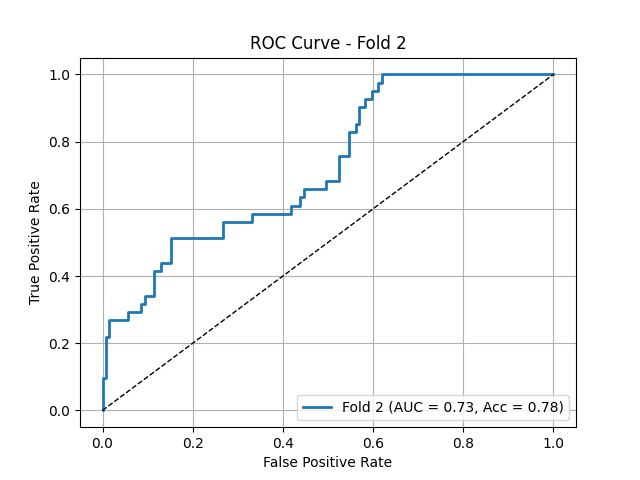 ROC Curve - Fold 2
True Positive Rate
1.0
0.8
0.6
0.4
0.2
0.0
Fold 2 (AUC = 0.73, Acc = 0.78)
0.0 0.2 0.4 0.6 0.8 1.0
False Positive Rate